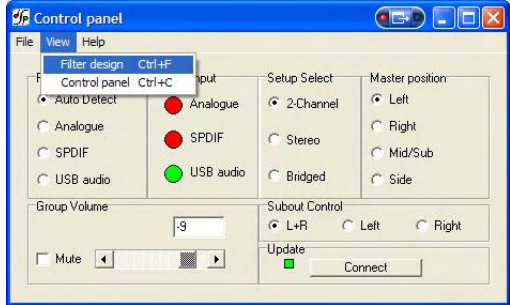 Control panel
File View Help
Filter design Ctrl+F
Control panel Ctrl+C
Setup Select
Master position
Auto Detect
Analogue
2-Channel
Left
Analogue
SPDIF
Stereo
Right
SPDIF
Mid/Sub
USB audio
USB audio
Bridged
Side
Group Volume
-9
Mute
Subout Control
L+R Left Right
Update
Connect